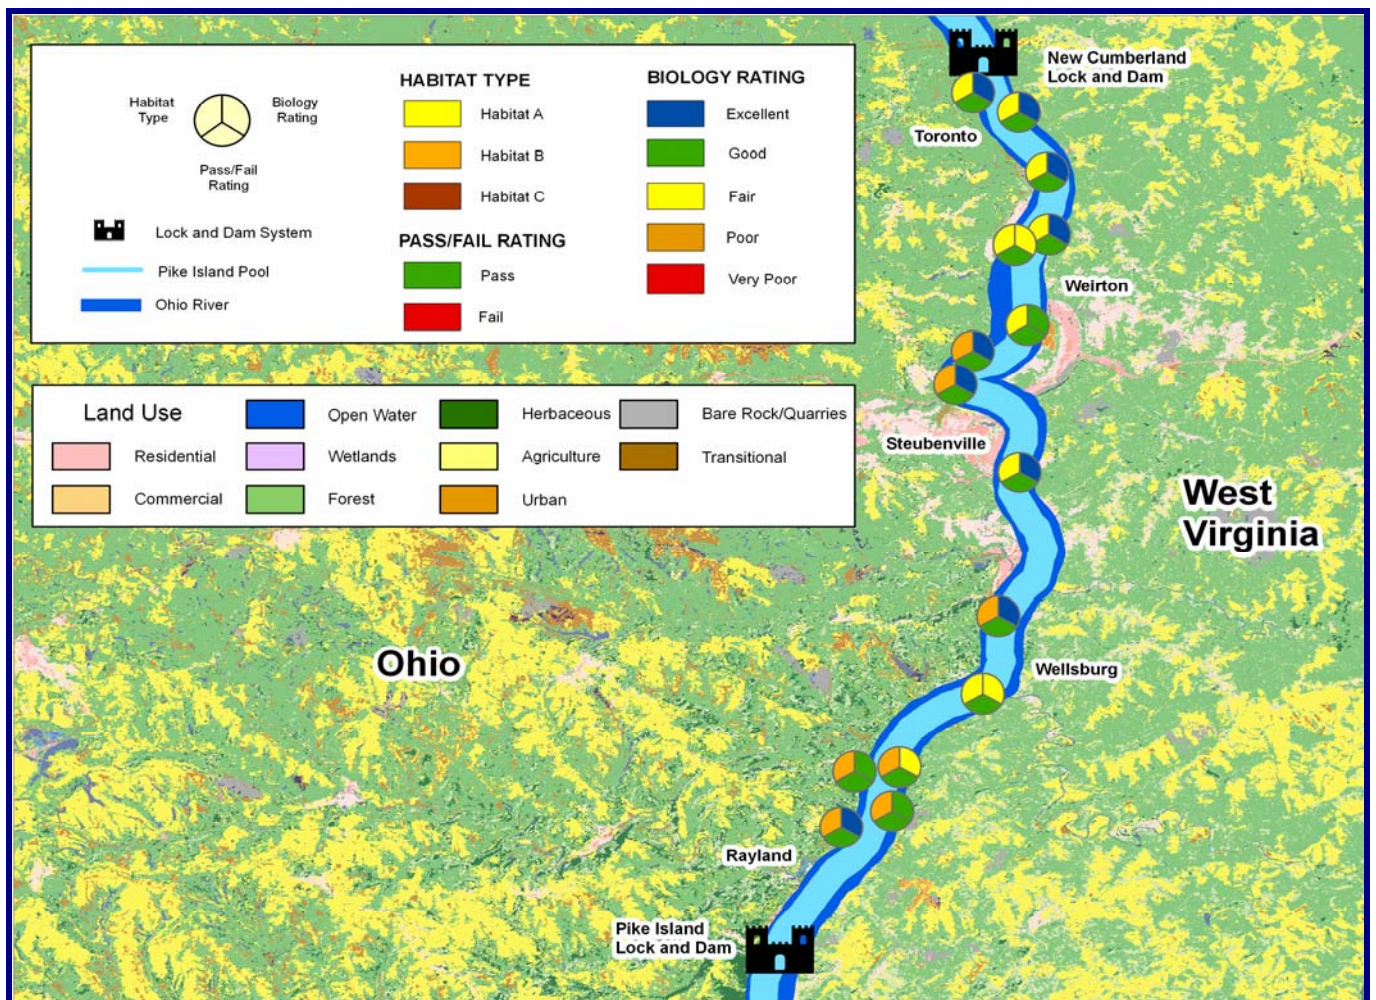 Habitat
Type
Biology
Rating
Pass/Fail
Rating
Lock and Dam System
Pike Island Pool
Ohio River
HABITAT TYPE
Habitat A
Habitat B
Habitat C
PASS/FAIL RATING
Pass
Fail
BIOLOGY RATING
Excellent
Good
Fair
Poor
Very Poor
Land Use
Residential
Commercial
Open Water
Wetlands
Forest
Herbaceous
Agriculture
Urban
Bare Rock/Quarries
Transitional
New Cumberland
Lock and Dam
Toronto
Weirton
Steubenville
West
Virginia
Ohio
Wellsburg
Rayland
Pike Island
Lock and Dam